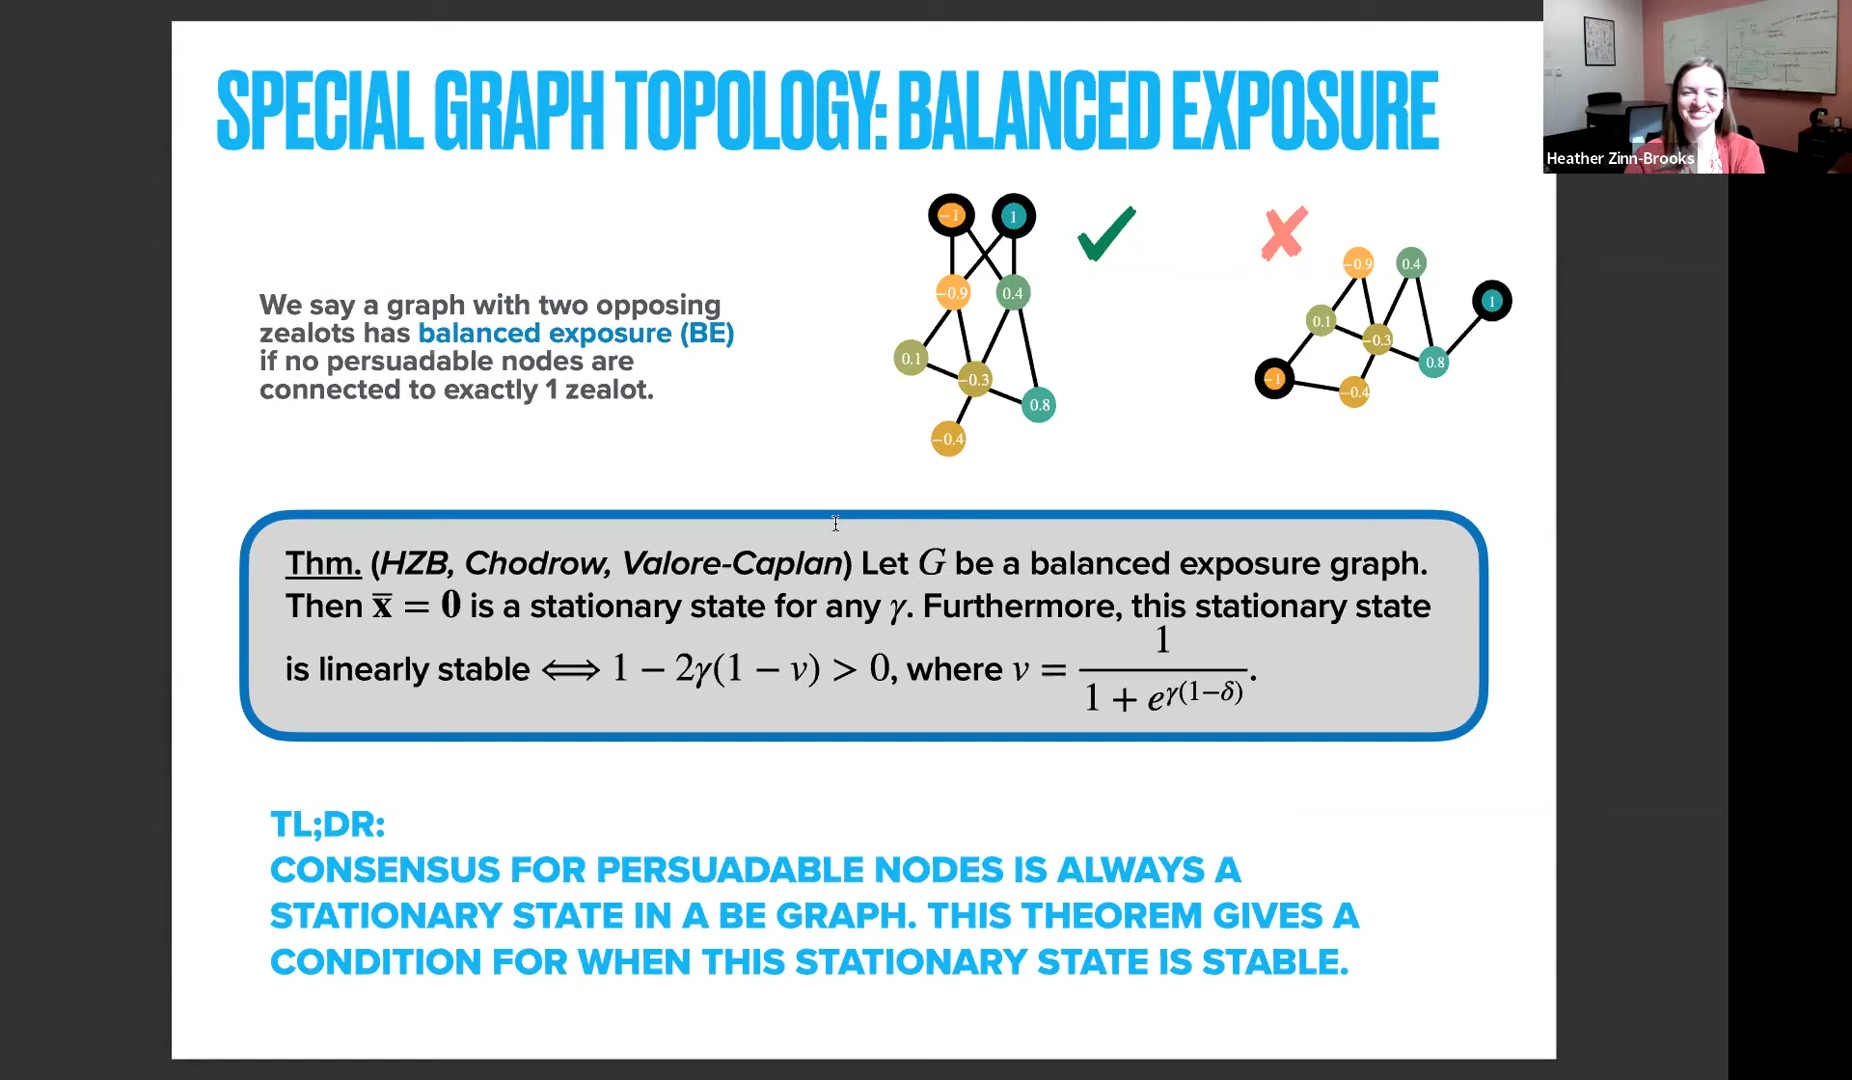 SPECIAL GRAPH TOPOLOGY: BALANCED EXPOSURE
Heather Zinn-Brooks
We say a graph with two opposing
zealots has balanced exposure (BE)
if no persuadable nodes are
connected to exactly 1 zealot.
−1 1
−0.9 0.4
0.1
−0.3
0.8
−0.4
−0.9 0.4
1
0.1
−0.3
0.8
−1
−0.4
Thm. (HZB, Chodrow, Valore-Caplan) Let G be a balanced exposure graph.
Then x̄ = 0 is a stationary state for any γ. Furthermore, this stationary state
is linearly stable ⟺ 1 − 2γ(1 − ν) > 0, where ν = 1 / (1 + e^{γ(1−δ)}).
TL;DR:
CONSENSUS FOR PERSUADABLE NODES IS ALWAYS A
STATIONARY STATE IN A BE GRAPH. THIS THEOREM GIVES A
CONDITION FOR WHEN THIS STATIONARY STATE IS STABLE.